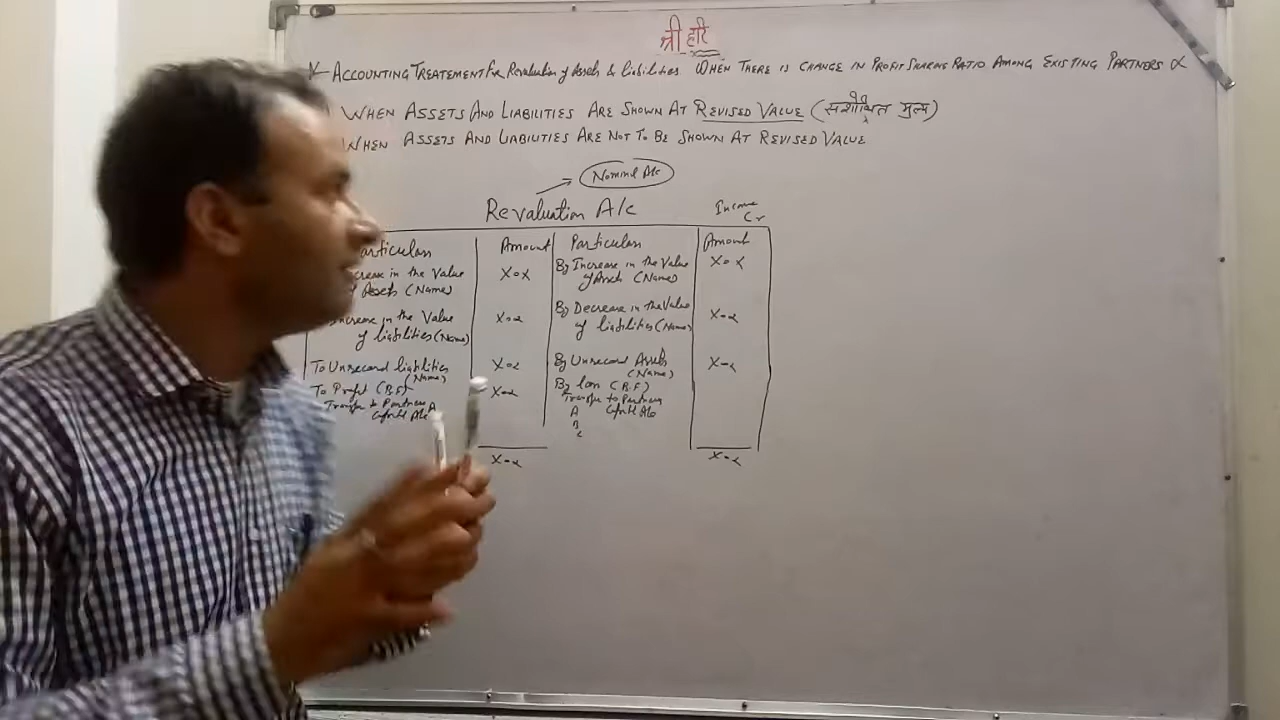 श्री हरि
ACCOUNTING TREATEMENT for Revaluation of Assets & Liabilities. WHEN THERE IS CHANGE IN PROFIT SHARING RATIO AMONG EXISTING PARTNERS
WHEN ASSETS AND LIABILITIES ARE SHOWN AT REVISED VALUE (संशोधित मूल्य)
WHEN ASSETS AND LIABILITIES ARE NOT TO BE SHOWN AT REVISED VALUE
Nominal A/c
Revaluation A/c
Income
Cr
articulars Amount Particulars Amount
crease in the Value X=X By Increase in the Value X=X
Assets (Name) of Assets (Name)
Increase in the Value X=X By Decrease in the Value X=X
of liabilities (Name) of liabilities (Name)
To Unrecord liabilities X=X By Unrecord Assets X=X
(Name) (Name)
To Profit (B.F) X=X By loss (B.F)
Transfer to Partners A Transfer to Partners
Capital A/c A Capital A/c
B
C
X=X X=X